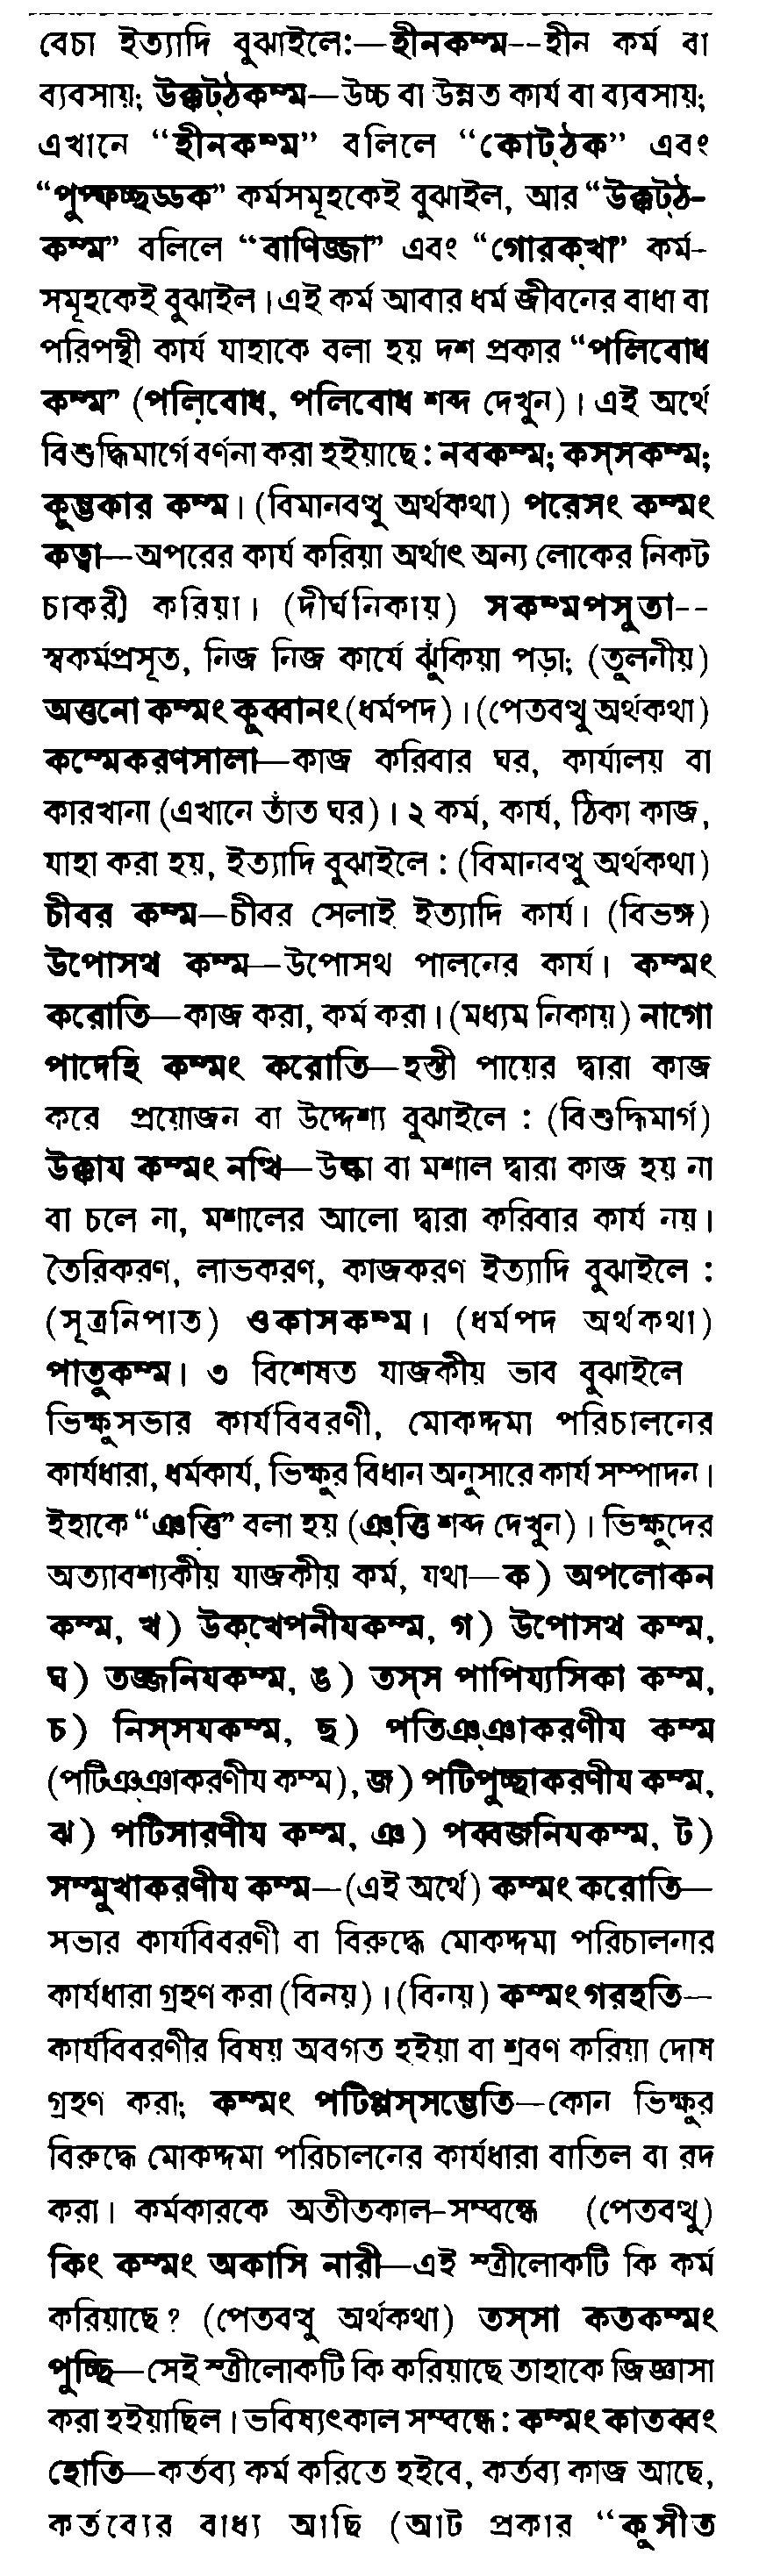 বেচা ইত্যাদি বুঝাইলে:—হীনকম্ম--হীন কর্ম বা
ব্যবসায়; উক্কট্ঠকম্ম—উচ্চ বা উন্নত কার্য বা ব্যবসায়;
এখানে “হীনকম্ম” বলিলে “কোট্ঠক” এবং
“পুপ্ফচ্ছড্ডক” কর্মসমূহকেই বুঝাইল, আর “উক্কট্ঠ-
কম্ম” বলিলে “বাণিজ্জা” এবং “গোরক্খা” কর্ম-
সমূহকেই বুঝাইল। এই কর্ম আবার ধর্ম জীবনের বাধা বা
পরিপন্থী কার্য যাহাকে বলা হয় দশ প্রকার “পলিবোধ
কম্ম” (পলিবোধ, পলিবোধ শব্দ দেখুন)। এই অর্থে
বিশুদ্ধিমার্গে বর্ণনা করা হইয়াছে : নবকম্ম; কস্সকম্ম;
কুম্ভকার কম্ম। (বিমানবত্থু অর্থকথা) পরেসং কম্মং
কত্বা—অপরের কার্য করিয়া অর্থাৎ অন্য লোকের নিকট
চাকরী করিয়া। (দীর্ঘনিকায়) সকম্মপসুতা--
স্বকর্মপ্রসূত, নিজ নিজ কার্যে ঝুঁকিয়া পড়া; (তুলনীয়)
অত্তনো কম্মং কুব্বানং (ধর্মপদ)। (পেতবত্থু অর্থকথা)
কম্মেকরণসালা—কাজ করিবার ঘর, কার্যালয় বা
কারখানা (এখানে তাঁত ঘর)। ২ কর্ম, কার্য, ঠিকা কাজ,
যাহা করা হয়, ইত্যাদি বুঝাইলে : (বিমানবত্থু অর্থকথা)
চীবর কম্ম—চীবর সেলাই ইত্যাদি কার্য। (বিভঙ্গ)
উপোসথ কম্ম—উপোসথ পালনের কার্য। কম্মং
করোতি—কাজ করা, কর্ম করা। (মধ্যম নিকায়) নাগো
পাদেহি কম্মং করোতি—হস্তী পায়ের দ্বারা কাজ
করে প্রয়োজন বা উদ্দেশ্য বুঝাইলে : (বিশুদ্ধিমার্গ)
উক্কায কম্মং নত্থি—উল্কা বা মশাল দ্বারা কাজ হয় না
বা চলে না, মশালের আলো দ্বারা করিবার কার্য নয়।
তৈরিকরণ, লাভকরণ, কাজকরণ ইত্যাদি বুঝাইলে :
(সূত্রনিপাত) ওকাসকম্ম। (ধর্মপদ অর্থকথা)
পাতুকম্ম। ৩ বিশেষত যাজকীয় ভাব বুঝাইলে
ভিক্ষুসভার কার্যবিবরণী, মোকদ্দমা পরিচালনের
কার্যধারা, ধর্মকার্য, ভিক্ষুর বিধান অনুসারে কার্য সম্পাদন।
ইহাকে “ঞত্তি” বলা হয় (ঞত্তি শব্দ দেখুন)। ভিক্ষুদের
অত্যাবশ্যকীয় যাজকীয় কর্ম, যথা—ক) অপলোকন
কম্ম, খ) উক্খেপনীযকম্ম, গ) উপোসথ কম্ম,
ঘ) তজ্জনিযকম্ম, ঙ) তস্স পাপিয্যসিকা কম্ম,
চ) নিস্সযকম্ম, ছ) পতিঞ্ঞাকরণীয কম্ম
(পটিঞ্ঞাকরণীয কম্ম), জ) পটিপুচ্ছাকরণীয কম্ম,
ঝ) পটিসারণীয কম্ম, ঞ) পব্বজনিযকম্ম, ট)
সম্মুখাকরণীয কম্ম—(এই অর্থে) কম্মং করোতি—
সভার কার্যবিবরণী বা বিরুদ্ধে মোকদ্দমা পরিচালনার
কার্যধারা গ্রহণ করা (বিনয়)। (বিনয়) কম্মং গরহতি—
কার্যবিবরণীর বিষয় অবগত হইয়া বা শ্রবণ করিয়া দোষ
গ্রহণ করা; কম্মং পটিপ্পস্সম্ভেতি—কোন ভিক্ষুর
বিরুদ্ধে মোকদ্দমা পরিচালনের কার্যধারা বাতিল বা রদ
করা। কর্মকারকে অতীতকাল-সম্বন্ধে (পেতবত্থু)
কিং কম্মং অকাসি নারী—এই স্ত্রীলোকটি কি কর্ম
করিয়াছে? (পেতবত্থু অর্থকথা) তস্সা কতকম্মং
পুচ্ছি—সেই স্ত্রীলোকটি কি করিয়াছে তাহাকে জিজ্ঞাসা
করা হইয়াছিল। ভবিষ্যৎকাল সম্বন্ধে : কম্মং কাতব্বং
হোতি—কর্তব্য কর্ম করিতে হইবে, কর্তব্য কাজ আছে,
কর্তব্যের বাধ্য আছি (আট প্রকার “কুসীত